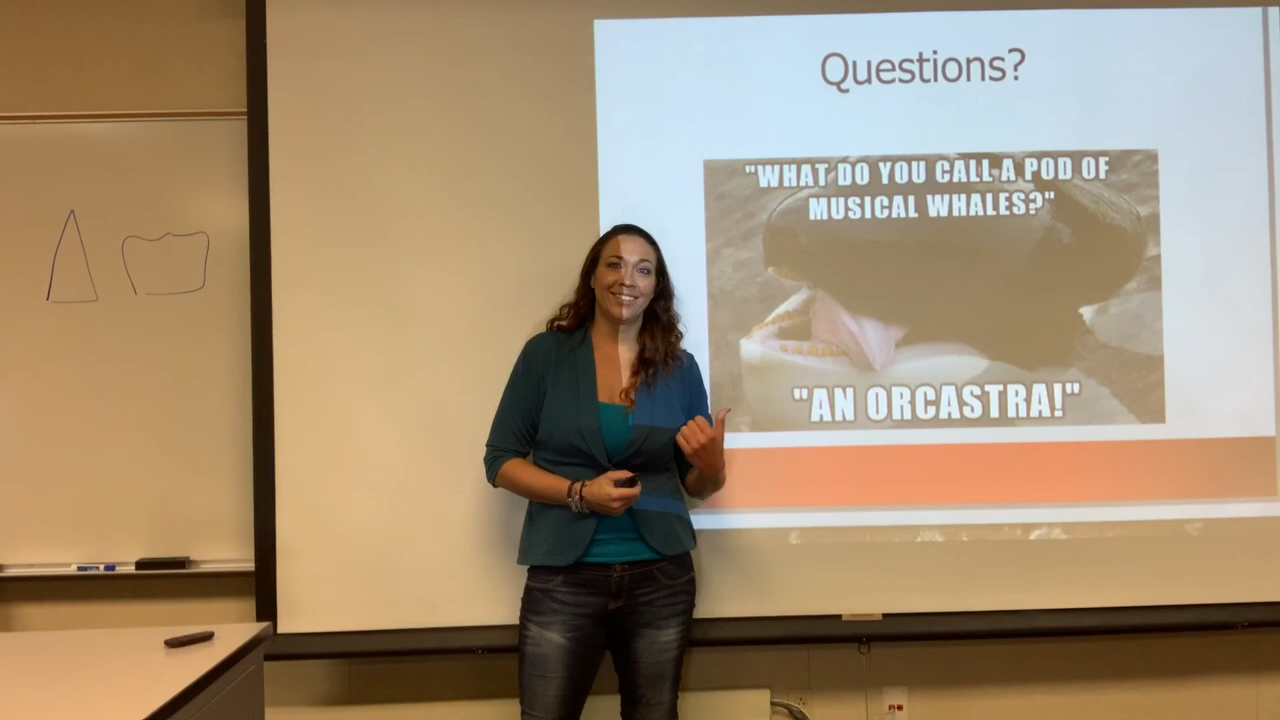 Questions?
"WHAT DO YOU CALL A POD OF
MUSICAL WHALES?"
"AN ORCASTRA!"